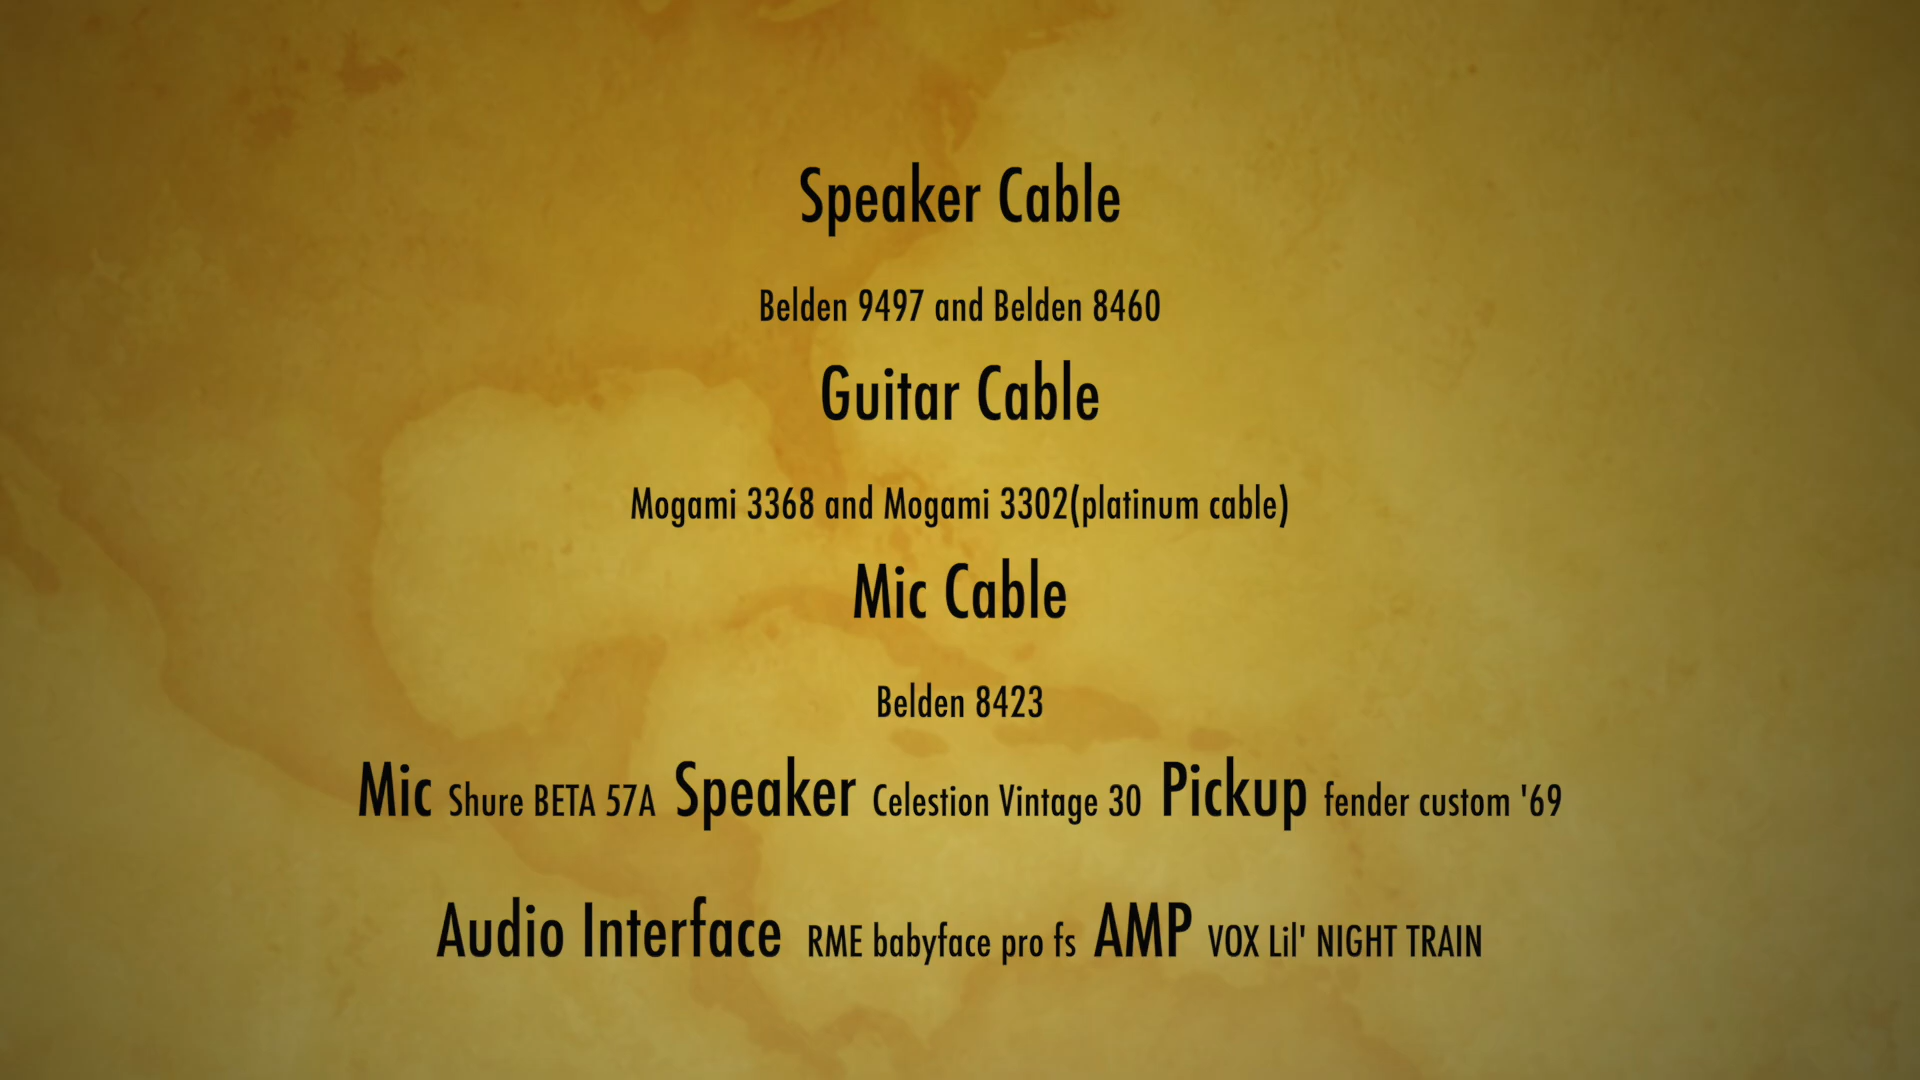 Speaker Cable
Belden 9497 and Belden 8460
Guitar Cable
Mogami 3368 and Mogami 3302(platinum cable)
Mic Cable
Belden 8423
Mic Shure BETA 57A Speaker Celestion Vintage 30 Pickup fender custom '69
Audio Interface RME babyface pro fs AMP VOX Lil' NIGHT TRAIN